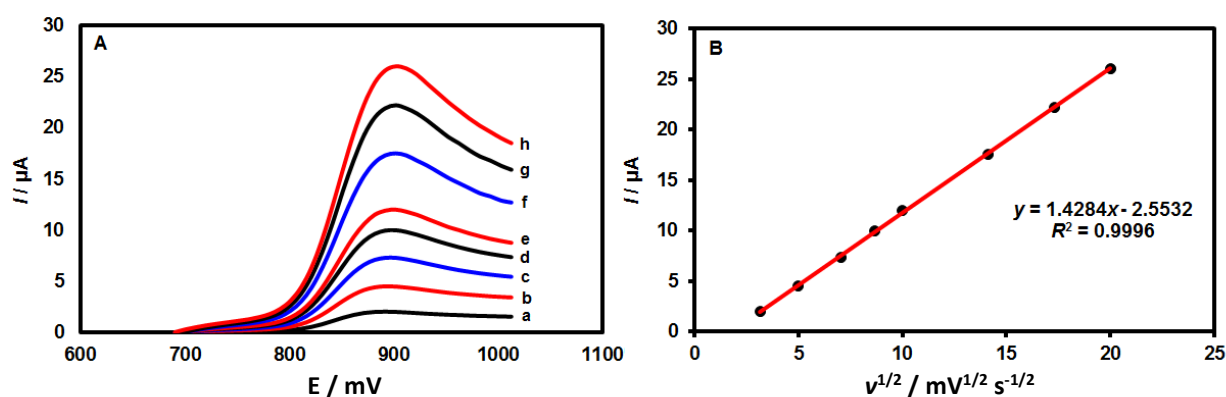 A
I / µA
30
25
20
15
10
5
0
h
g
f
e
d
c
b
a
600 700 800 900 1000 1100
E / mV
B
I / µA
30
25
20
15
10
5
0
y = 1.4284x - 2.5532
R² = 0.9996
0 5 10 15 20 25
v¹/² / mV¹/² s⁻¹/²